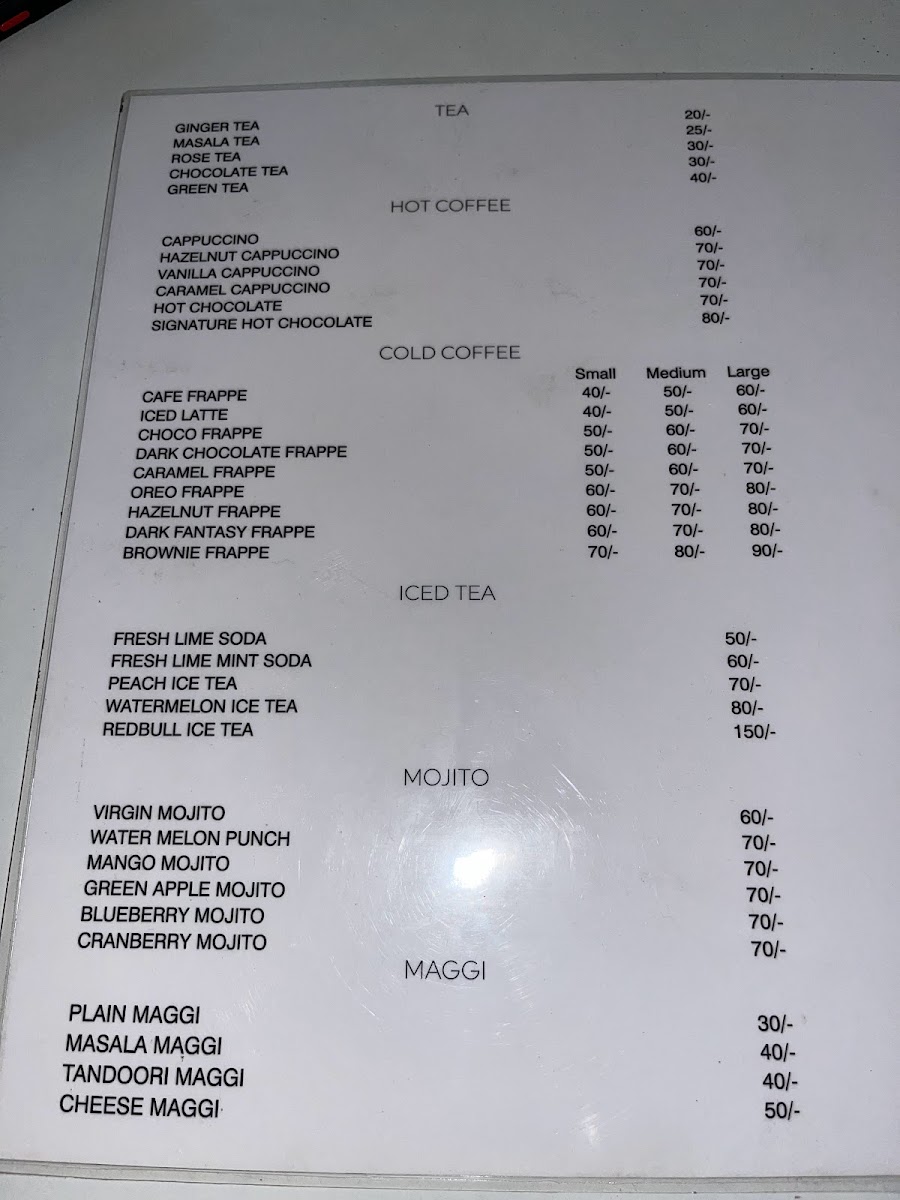 TEA
GINGER TEA 20/-
MASALA TEA 25/-
ROSE TEA 30/-
CHOCOLATE TEA 30/-
GREEN TEA 40/-
HOT COFFEE
CAPPUCCINO 60/-
HAZELNUT CAPPUCCINO 70/-
VANILLA CAPPUCCINO 70/-
CARAMEL CAPPUCCINO 70/-
HOT CHOCOLATE 70/-
SIGNATURE HOT CHOCOLATE 80/-
COLD COFFEE
Small Medium Large
CAFE FRAPPE 40/- 50/- 60/-
ICED LATTE 40/- 50/- 60/-
CHOCO FRAPPE 50/- 60/- 70/-
DARK CHOCOLATE FRAPPE 50/- 60/- 70/-
CARAMEL FRAPPE 50/- 60/- 70/-
OREO FRAPPE 60/- 70/- 80/-
HAZELNUT FRAPPE 60/- 70/- 80/-
DARK FANTASY FRAPPE 60/- 70/- 80/-
BROWNIE FRAPPE 70/- 80/- 90/-
ICED TEA
FRESH LIME SODA 50/-
FRESH LIME MINT SODA 60/-
PEACH ICE TEA 70/-
WATERMELON ICE TEA 80/-
REDBULL ICE TEA 150/-
MOJITO
VIRGIN MOJITO 60/-
WATER MELON PUNCH 70/-
MANGO MOJITO 70/-
GREEN APPLE MOJITO 70/-
BLUEBERRY MOJITO 70/-
CRANBERRY MOJITO 70/-
MAGGI
PLAIN MAGGI 30/-
MASALA MAGGI 40/-
TANDOORI MAGGI 40/-
CHEESE MAGGI 50/-